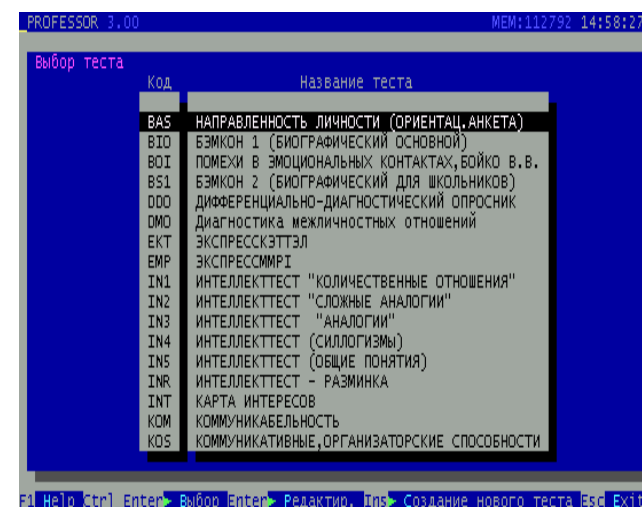 PROFESSOR 3.00 MEM:112792 14:58:27
Выбор теста
Код Название теста
BAS НАПРАВЛЕННОСТЬ ЛИЧНОСТИ (ОРИЕНТАЦ.АНКЕТА)
BIO БЭМКОН 1 (БИОГРАФИЧЕСКИЙ ОСНОВНОЙ)
BOI ПОМЕХИ В ЭМОЦИОНАЛЬНЫХ КОНТАКТАХ,БОЙКО В.В.
BS1 БЭМКОН 2 (БИОГРАФИЧЕСКИЙ ДЛЯ ШКОЛЬНИКОВ)
DDO ДИФФЕРЕНЦИАЛЬНО-ДИАГНОСТИЧЕСКИЙ ОПРОСНИК
DMO Диагностика межличностных отношений
EKT ЭКСПРЕССКЭТТЭЛ
EMP ЭКСПРЕССMMPI
IN1 ИНТЕЛЛЕКТТЕСТ "КОЛИЧЕСТВЕННЫЕ ОТНОШЕНИЯ"
IN2 ИНТЕЛЛЕКТТЕСТ "СЛОЖНЫЕ АНАЛОГИИ"
IN3 ИНТЕЛЛЕКТТЕСТ "АНАЛОГИИ"
IN4 ИНТЕЛЛЕКТТЕСТ (СИЛЛОГИЗМы)
IN5 ИНТЕЛЛЕКТТЕСТ (ОБЩИЕ ПОНЯТИЯ)
INR ИНТЕЛЛЕКТТЕСТ - РАЗМИНКА
INT КАРТА ИНТЕРЕСОВ
KOM КОММУНИКАБЕЛЬНОСТЬ
KOS КОММУНИКАТИВНЫЕ,ОРГАНИЗАТОРСКИЕ СПОСОБНОСТИ
F1 Help Ctrl Enter► Выбор Enter► Редактир. Ins► Создание нового теста Esc Exit